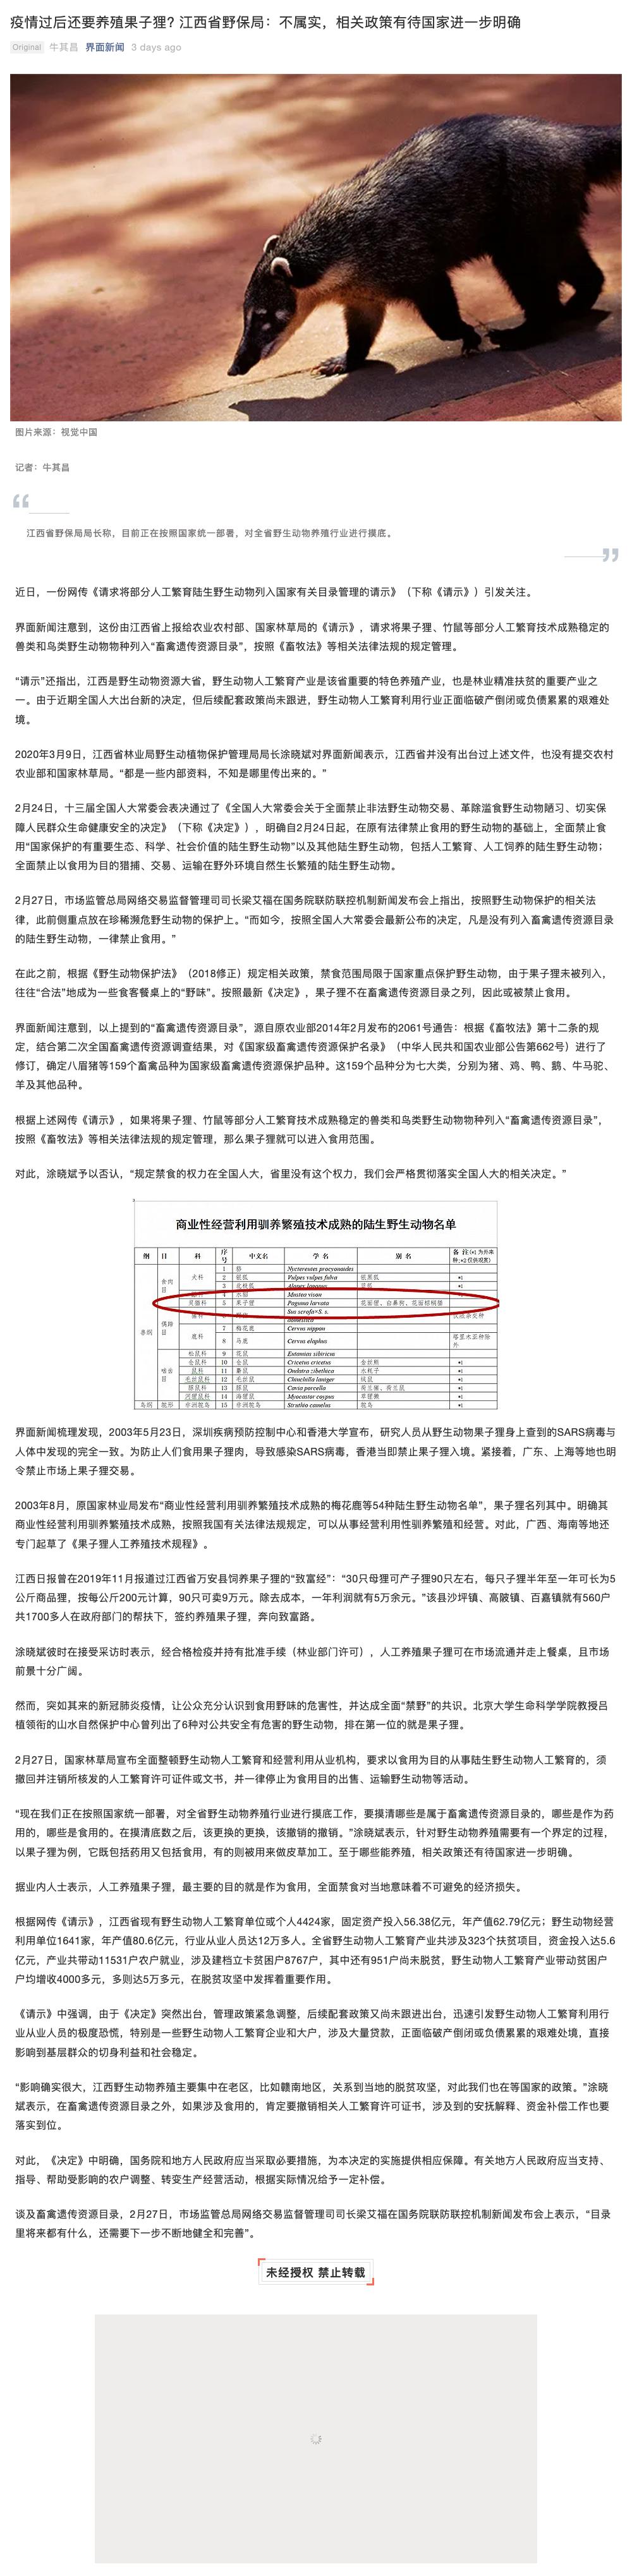 疫情过后还要养殖果子狸? 江西省野保局：不属实，相关政策有待国家进一步明确
Original 牛其昌 界面新闻 3 days ago
图片来源：视觉中国
记者：牛其昌
“
江西省野保局局长称，目前正在按照国家统一部署，对全省野生动物养殖行业进行摸底。
”
近日，一份网传《请求将部分人工繁育陆生野生动物列入国家有关目录管理的请示》（下称《请示》）引发关注。
界面新闻注意到，这份由江西省上报给农业农村部、国家林草局的《请示》，请求将果子狸、竹鼠等部分人工繁育技术成熟稳定的
兽类和鸟类野生动物物种列入“畜禽遗传资源目录”，按照《畜牧法》等相关法律法规的规定管理。
“请示”还指出，江西是野生动物资源大省，野生动物人工繁育产业是该省重要的特色养殖产业，也是林业精准扶贫的重要产业之
一。由于近期全国人大出台新的决定，但后续配套政策尚未跟进，野生动物人工繁育利用行业正面临破产倒闭或负债累累的艰难处
境。
2020年3月9日，江西省林业局野生动植物保护管理局局长涂晓斌对界面新闻表示，江西省并没有出台过上述文件，也没有提交农村
农业部和国家林草局。“都是一些内部资料，不知是哪里传出来的。”
2月24日，十三届全国人大常委会表决通过了《全国人大常委会关于全面禁止非法野生动物交易、革除滥食野生动物陋习、切实保
障人民群众生命健康安全的决定》（下称《决定》），明确自2月24日起，在原有法律禁止食用的野生动物的基础上，全面禁止食
用“国家保护的有重要生态、科学、社会价值的陆生野生动物”以及其他陆生野生动物，包括人工繁育、人工饲养的陆生野生动物；
全面禁止以食用为目的猎捕、交易、运输在野外环境自然生长繁殖的陆生野生动物。
2月27日，市场监管总局网络交易监督管理司司长梁艾福在国务院联防联控机制新闻发布会上指出，按照野生动物保护的相关法
律，此前侧重点放在珍稀濒危野生动物的保护上。“而如今，按照全国人大常委会最新公布的决定，凡是没有列入畜禽遗传资源目录
的陆生野生动物，一律禁止食用。”
在此之前，根据《野生动物保护法》（2018修正）规定相关政策，禁食范围局限于国家重点保护野生动物，由于果子狸未被列入，
往往“合法”地成为一些食客餐桌上的“野味”。按照最新《决定》，果子狸不在畜禽遗传资源目录之列，因此或被禁止食用。
界面新闻注意到，以上提到的“畜禽遗传资源目录”，源自原农业部2014年2月发布的2061号通告：根据《畜牧法》第十二条的规
定，结合第二次全国畜禽遗传资源调查结果，对《国家级畜禽遗传资源保护名录》（中华人民共和国农业部公告第662号）进行了
修订，确定八眉猪等159个畜禽品种为国家级畜禽遗传资源保护品种。这159个品种分为七大类，分别为猪、鸡、鸭、鹅、牛马驼、
羊及其他品种。
根据上述网传《请示》，如果将果子狸、竹鼠等部分人工繁育技术成熟稳定的兽类和鸟类野生动物物种列入“畜禽遗传资源目录”，
按照《畜牧法》等相关法律法规的规定管理，那么果子狸就可以进入食用范围。
对此，涂晓斌予以否认，“规定禁食的权力在全国人大，省里没有这个权力，我们会严格贯彻落实全国人大的相关决定。”
商业性经营利用驯养繁殖技术成熟的陆生野生动物名单
纲 目 科 序号 中文名 学 名 别 名 备 注(*1 为外来种;*2 仅供观赏)
兽纲 食肉目 犬科 1 貉 Nyctereutes procyonoides
2 银狐 Vulpes vulpes fulva 银黑狐 *1
3 北极狐 Alopex lagopus 蓝狐 *1
4 水貂 Mustela vison *1
灵猫科 5 果子狸 Paguma larvata 花面狸、白鼻狗、花面棕榈猫
偶蹄目 Sus scrofa×S. s. domestica
鹿科 7 梅花鹿 Cervus nippon
8 马鹿 Cervus elaphus 塔里木亚种除外
啮齿目 松鼠科 9 花鼠 Eutamias sibiricus
仓鼠科 10 仓鼠 Cricetus cricetus 金丝熊 *1
鼠科 11 麝鼠 Ondatra zibethica 水耗子 *1
毛丝鼠科 12 毛丝鼠 Chinchilla laniger 绒鼠 *1
豚鼠科 13 豚鼠 Cavia porcella 荷兰猪、荷兰鼠 *1
河狸鼠科 14 海狸鼠 Myocastor coypus 草狸獭 *1
鸟纲 鸵形 非洲鸵鸟 15 非洲鸵鸟 Struthio camelus 鸵鸟 *1
界面新闻梳理发现，2003年5月23日，深圳疾病预防控制中心和香港大学宣布，研究人员从野生动物果子狸身上查到的SARS病毒与
人体中发现的完全一致。为防止人们食用果子狸肉，导致感染SARS病毒，香港当即禁止果子狸入境。紧接着，广东、上海等地也明
令禁止市场上果子狸交易。
2003年8月，原国家林业局发布“商业性经营利用驯养繁殖技术成熟的梅花鹿等54种陆生野生动物名单”，果子狸名列其中。明确其
商业性经营利用驯养繁殖技术成熟，按照我国有关法律法规规定，可以从事经营利用性驯养繁殖和经营。对此，广西、海南等地还
专门起草了《果子狸人工养殖技术规程》。
江西日报曾在2019年11月报道过江西省万安县饲养果子狸的“致富经”：“30只母狸可产子狸90只左右，每只子狸半年至一年可长为5
公斤商品狸，按每公斤200元计算，90只可卖9万元。除去成本，一年利润就有5万余元。”该县沙坪镇、高陂镇、百嘉镇就有560户
共1700多人在政府部门的帮扶下，签约养殖果子狸，奔向致富路。
涂晓斌彼时在接受采访时表示，经合格检疫并持有批准手续（林业部门许可），人工养殖果子狸可在市场流通并走上餐桌，且市场
前景十分广阔。
然而，突如其来的新冠肺炎疫情，让公众充分认识到食用野味的危害性，并达成全面“禁野”的共识。北京大学生命科学学院教授吕
植领衔的山水自然保护中心曾列出了6种对公共安全有危害的野生动物，排在第一位的就是果子狸。
2月27日，国家林草局宣布全面整顿野生动物人工繁育和经营利用从业机构，要求以食用为目的从事陆生野生动物人工繁育的，须
撤回并注销所核发的人工繁育许可证件或文书，并一律停止为食用目的出售、运输野生动物等活动。
“现在我们正在按照国家统一部署，对全省野生动物养殖行业进行摸底工作，要摸清哪些是属于畜禽遗传资源目录的，哪些是作为药
用的，哪些是食用的。在摸清底数之后，该更换的更换，该撤销的撤销。”涂晓斌表示，针对野生动物养殖需要有一个界定的过程，
以果子狸为例，它既包括药用又包括食用，有的则被用来做皮草加工。至于哪些能养殖，相关政策还有待国家进一步明确。
据业内人士表示，人工养殖果子狸，最主要的目的就是作为食用，全面禁食对当地意味着不可避免的经济损失。
根据网传《请示》，江西省现有野生动物人工繁育单位或个人4424家，固定资产投入56.38亿元，年产值62.79亿元；野生动物经营
利用单位1641家，年产值80.6亿元，行业从业人员达12万多人。全省野生动物人工繁育产业共涉及323个扶贫项目，资金投入达5.6
亿元，产业共带动11531户农户就业，涉及建档立卡贫困户8767户，其中还有951户尚未脱贫，野生动物人工繁育产业带动贫困户
户均增收4000多元，多则达5万多元，在脱贫攻坚中发挥着重要作用。
《请示》中强调，由于《决定》突然出台，管理政策紧急调整，后续配套政策又尚未跟进出台，迅速引发野生动物人工繁育利用行
业从业人员的极度恐慌，特别是一些野生动物人工繁育企业和大户，涉及大量贷款，正面临破产倒闭或负债累累的艰难处境，直接
影响到基层群众的切身利益和社会稳定。
“影响确实很大，江西野生动物养殖主要集中在老区，比如赣南地区，关系到当地的脱贫攻坚，对此我们也在等国家的政策。”涂晓
斌表示，在畜禽遗传资源目录之外，如果涉及食用的，肯定要撤销相关人工繁育许可证书，涉及到的安抚解释、资金补偿工作也要
落实到位。
对此，《决定》中明确，国务院和地方人民政府应当采取必要措施，为本决定的实施提供相应保障。有关地方人民政府应当支持、
指导、帮助受影响的农户调整、转变生产经营活动，根据实际情况给予一定补偿。
谈及畜禽遗传资源目录，2月27日，市场监管总局网络交易监督管理司司长梁艾福在国务院联防联控机制新闻发布会上表示，“目录
里将来都有什么，还需要下一步不断地健全和完善”。
未经授权 禁止转载